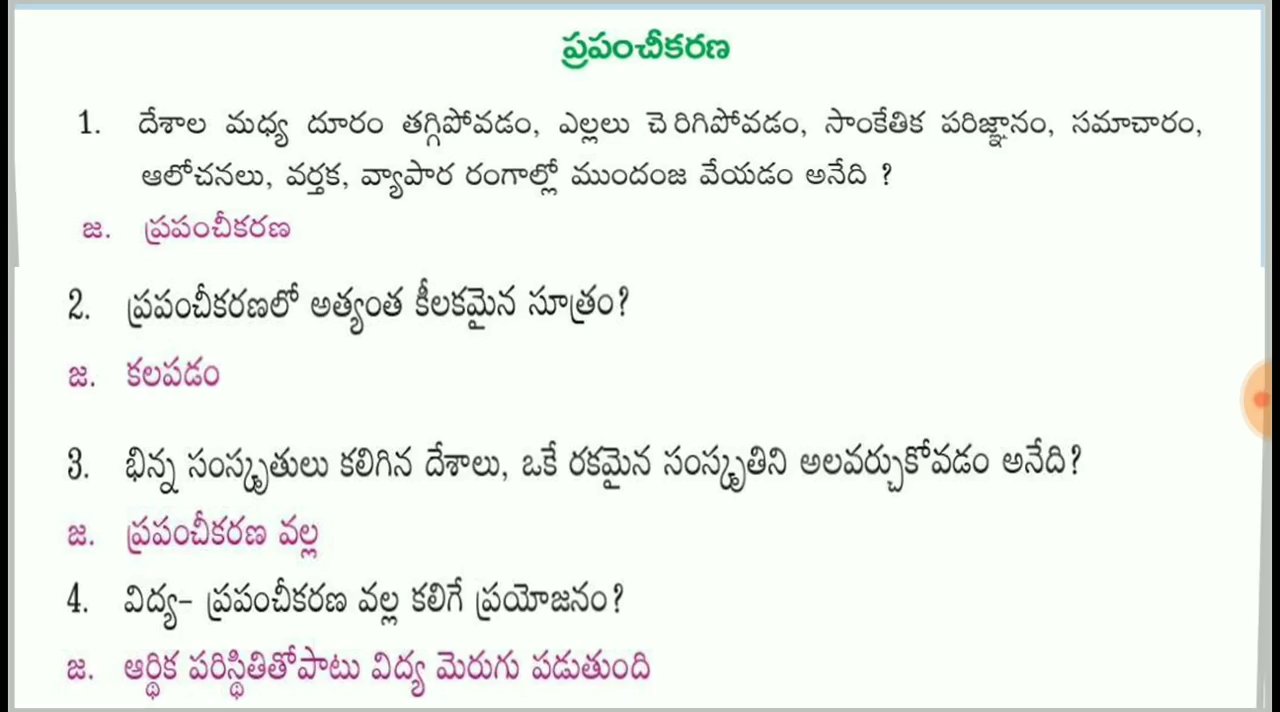 ప్రపంచీకరణ
1. దేశాల మధ్య దూరం తగ్గిపోవడం, ఎల్లలు చెరిగిపోవడం, సాంకేతిక పరిజ్ఞానం, సమాచారం,
ఆలోచనలు, వర్తక, వ్యాపార రంగాల్లో ముందంజ వేయడం అనేది ?
జ. ప్రపంచీకరణ
2. ప్రపంచీకరణలో అత్యంత కీలకమైన సూత్రం?
జ. కలపడం
3. భిన్న సంస్కృతులు కలిగిన దేశాలు, ఒకే రకమైన సంస్కృతిని అలవర్చుకోవడం అనేది?
జ. ప్రపంచీకరణ వల్ల
4. విద్య- ప్రపంచీకరణ వల్ల కలిగే ప్రయోజనం?
జ. ఆర్థిక పరిస్థితితోపాటు విద్య మెరుగు పడుతుంది